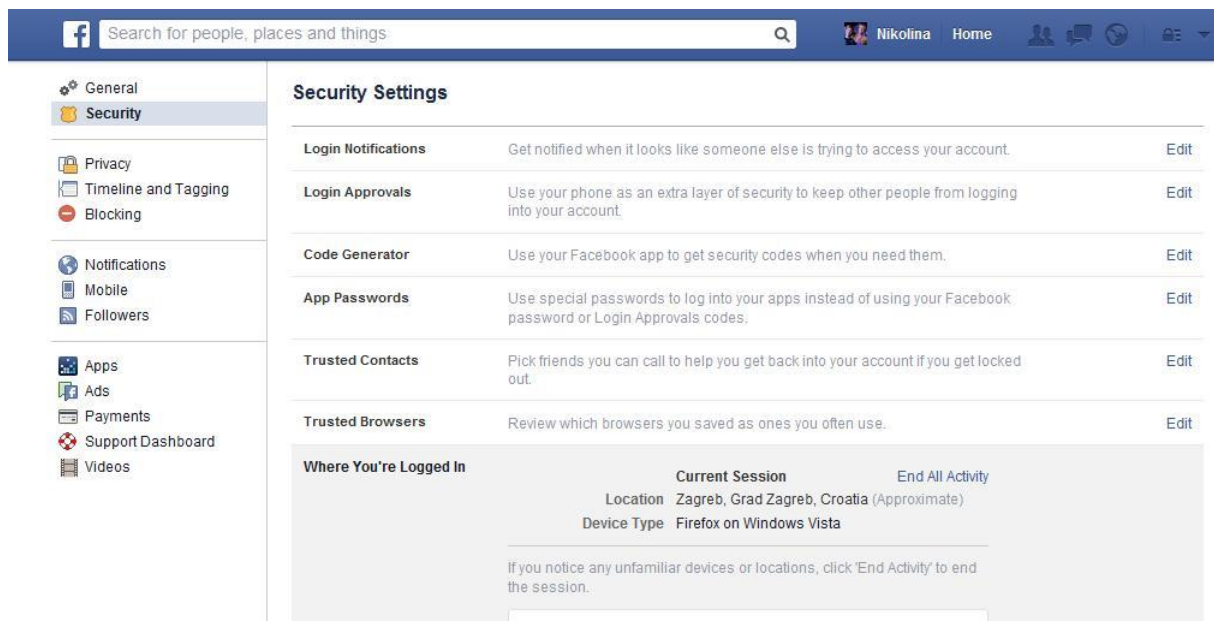 f
Search for people, places and things
Nikolina
Home
General
Security
Privacy
Timeline and Tagging
Blocking
Notifications
Mobile
Followers
Apps
Ads
Payments
Support Dashboard
Videos
Security Settings
Login Notifications
Get notified when it looks like someone else is trying to access your account.
Edit
Login Approvals
Use your phone as an extra layer of security to keep other people from logging
into your account.
Edit
Code Generator
Use your Facebook app to get security codes when you need them.
Edit
App Passwords
Use special passwords to log into your apps instead of using your Facebook
password or Login Approvals codes.
Edit
Trusted Contacts
Pick friends you can call to help you get back into your account if you get locked
out.
Edit
Trusted Browsers
Review which browsers you saved as ones you often use.
Edit
Where You're Logged In
Current Session
End All Activity
Location Zagreb, Grad Zagreb, Croatia (Approximate)
Device Type Firefox on Windows Vista
If you notice any unfamiliar devices or locations, click 'End Activity' to end
the session.